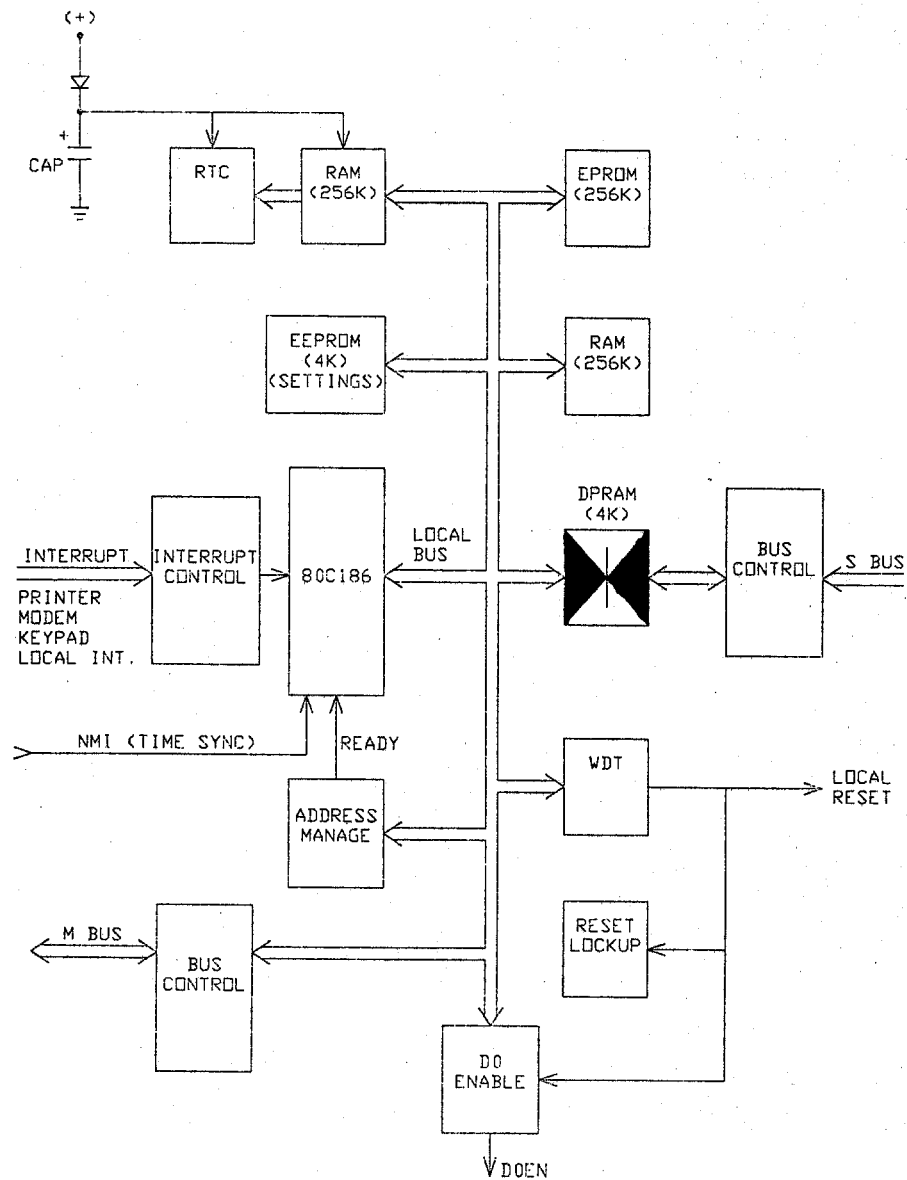 (+)
+
CAP
RTC
RAM
(256K)
EPROM
(256K)
EEPROM
(4K)
(SETTINGS)
RAM
(256K)
INTERRUPT
PRINTER
MODEM
KEYPAD
LOCAL INT.
INTERRUPT
CONTROL
80C186
LOCAL
BUS
DPRAM
(4K)
BUS
CONTROL
S BUS
NMI (TIME SYNC)
READY
ADDRESS
MANAGE
WDT
LOCAL
RESET
M BUS
BUS
CONTROL
RESET
LOCKUP
DO
ENABLE
DOEN